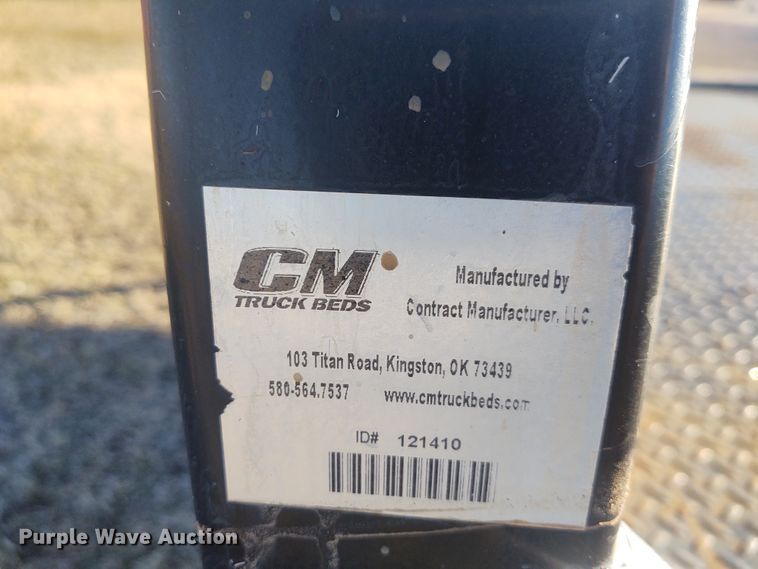 CM
TRUCK BEDS
Manufactured by
Contract Manufacturer, LLC.
103 Titan Road, Kingston, OK 73439
580-564.7537 www.cmtruckbeds.com
ID# 121410
Purple Wave Auction